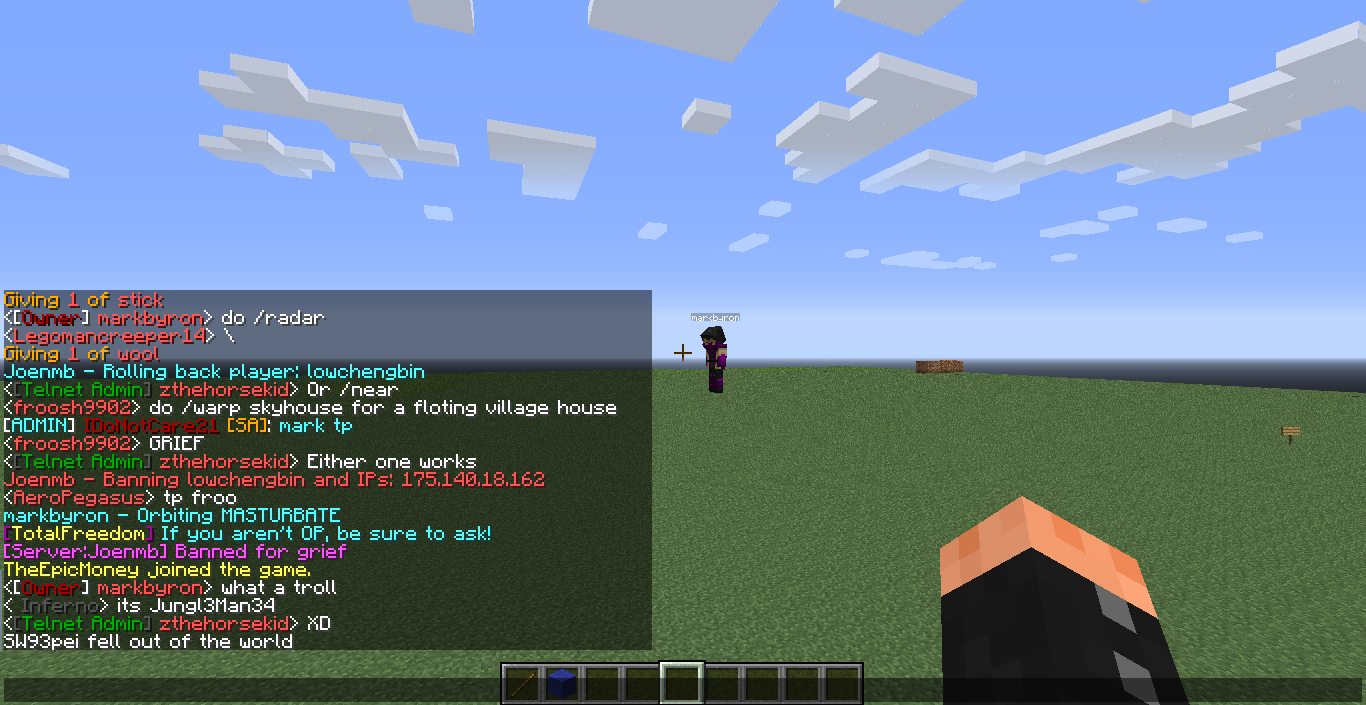 markbyron
Giving 1 of stick
<[Owner] markbyron> do /radar
<Legomancreeper14> \
Giving 1 of wool
Joenmb - Rolling back player: lowchengbin
<[Telnet Admin] zthehorsekid> Or /near
<froosh9902> do /warp skyhouse for a floting village house
[ADMIN] IDoNotCare21 [SA]: mark tp
<froosh9902> GRIEF
<[Telnet Admin] zthehorsekid> Either one works
Joenmb - Banning lowchengbin and IPs: 175.140.18.162
<AeroPegasus> tp froo
markbyron - Orbiting MASTURBATE
[TotalFreedom] If you aren't OP, be sure to ask!
[Server:Joenmb] Banned for grief
TheEpicMoney joined the game.
<[Owner] markbyron> what a troll
< Inferno> its Jungl3Man34
<[Telnet Admin] zthehorsekid> XD
SW93pei fell out of the world